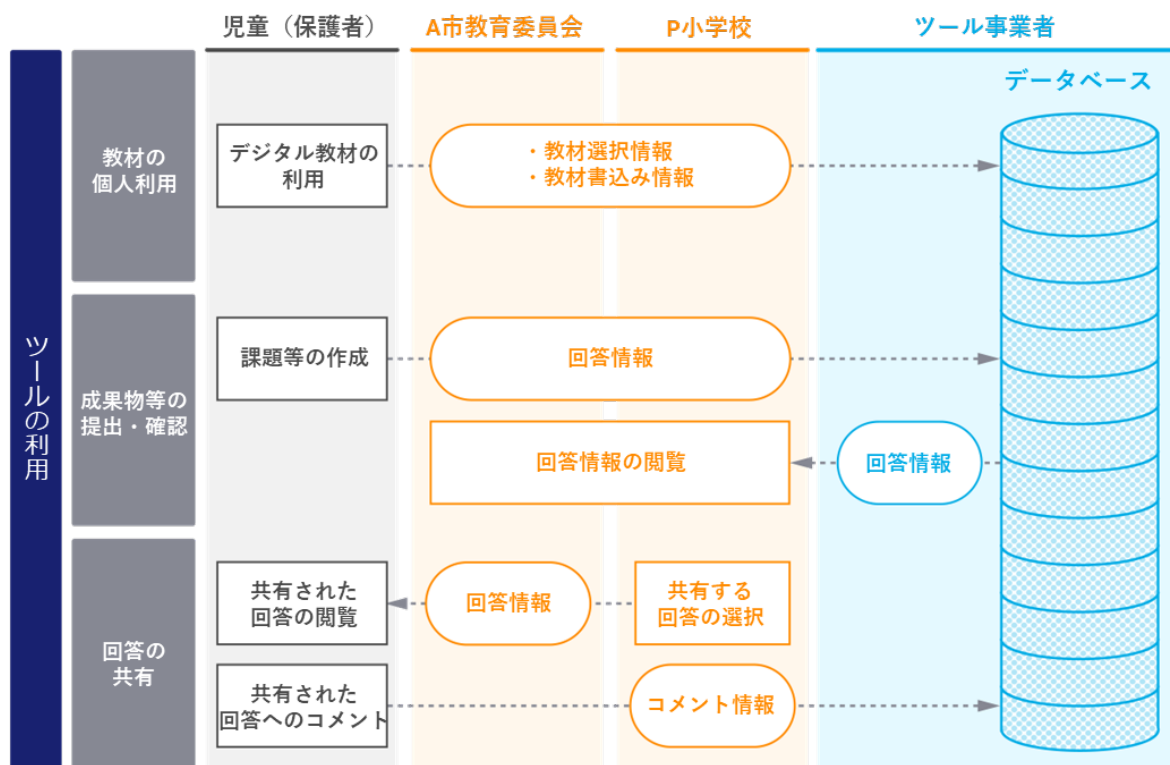 児童（保護者）
A市教育委員会
P小学校
ツール事業者
データベース
ツールの利用
教材の
個人利用
デジタル教材の
利用
・教材選択情報
・教材書込み情報
成果物等の
提出・確認
課題等の作成
回答情報
回答情報の閲覧
回答情報
回答の
共有
共有された
回答の閲覧
回答情報
共有する
回答の選択
共有された
回答へのコメント
コメント情報